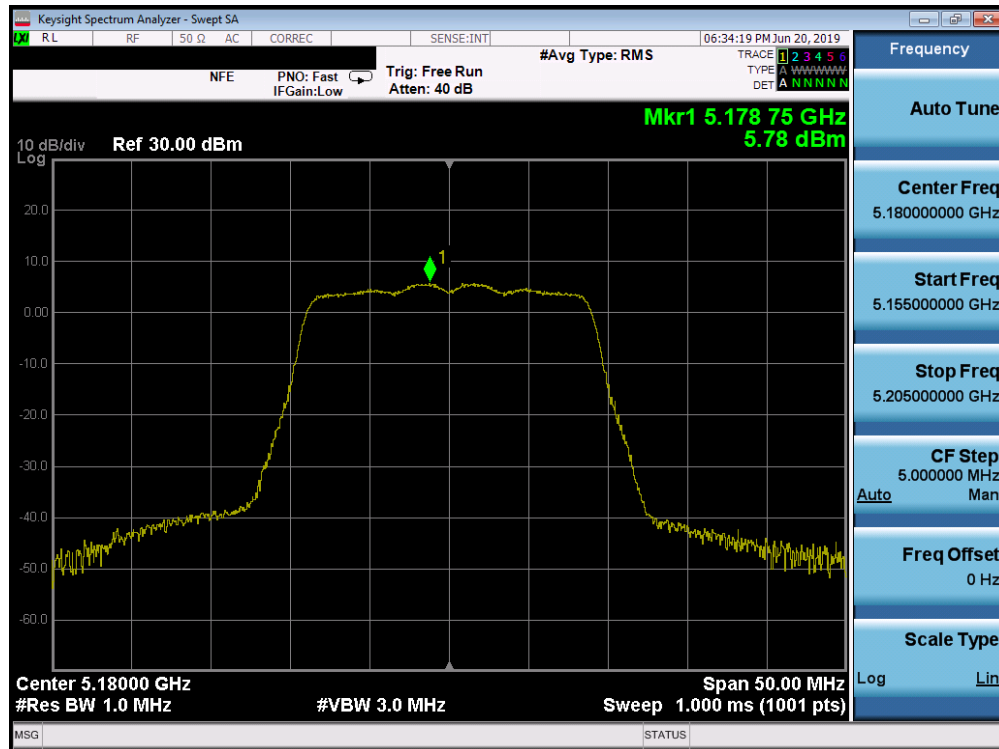 Keysight Spectrum Analyzer - Swept SA
LXI RL RF 50 Ω AC CORREC SENSE:INT 06:34:19 PM Jun 20, 2019
#Avg Type: RMS TRACE 1 2 3 4 5 6
NFE PNO: Fast Trig: Free Run TYPE A WWWWW
IFGain:Low Atten: 40 dB DET A N N N N N
Mkr1 5.178 75 GHz
5.78 dBm
10 dB/div Ref 30.00 dBm
Log
20.0
10.0
1
0.00
-10.0
-20.0
-30.0
-40.0
-50.0
-60.0
Center 5.18000 GHz Span 50.00 MHz
#Res BW 1.0 MHz #VBW 3.0 MHz Sweep 1.000 ms (1001 pts)
MSG STATUS
Frequency
Auto Tune
Center Freq
5.180000000 GHz
Start Freq
5.155000000 GHz
Stop Freq
5.205000000 GHz
CF Step
5.000000 MHz
Auto Man
Freq Offset
0 Hz
Scale Type
Log Lin